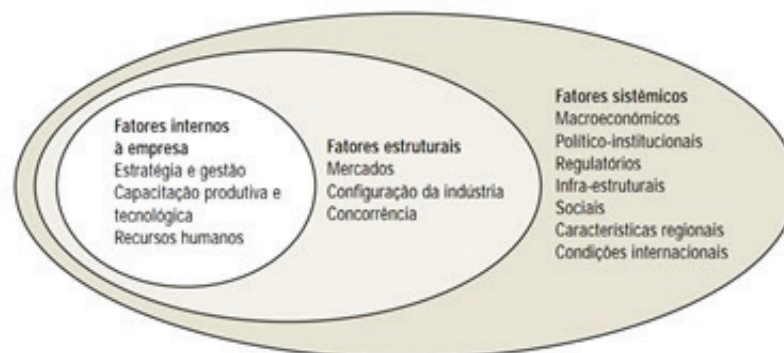 Fatores internos
à empresa
Estratégia e gestão
Capacitação produtiva e
tecnológica
Recursos humanos
Fatores estruturais
Mercados
Configuração da indústria
Concorrência
Fatores sistêmicos
Macroeconômicos
Político-institucionais
Regulatórios
Infra-estruturais
Sociais
Características regionais
Condições internacionais